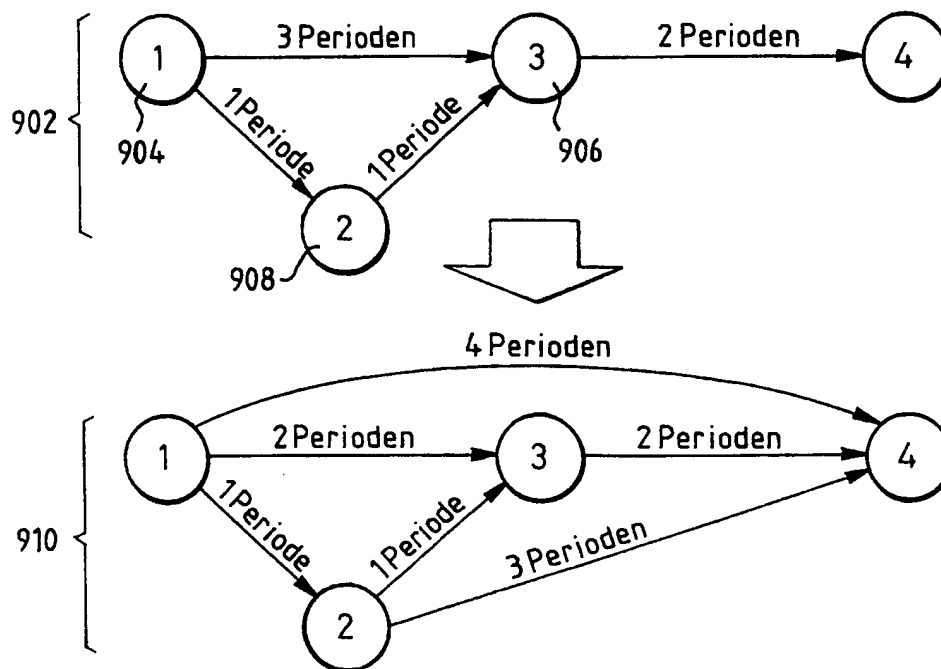 1
3 Perioden
3
2 Perioden
4
902
904
1 Periode
1 Periode
906
2
908
4 Perioden
1
2 Perioden
3
2 Perioden
4
910
1 Periode
1 Periode
3 Perioden
2